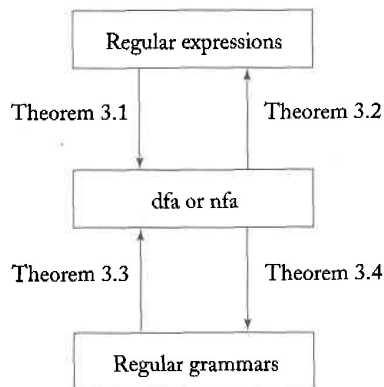 Regular expressions
Theorem 3.1
Theorem 3.2
dfa or nfa
Theorem 3.3
Theorem 3.4
Regular grammars